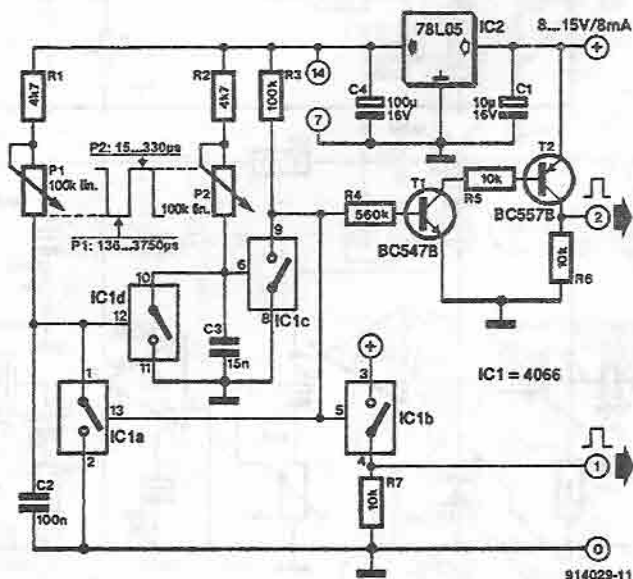 78L05
IC2
8...15V/8mA
+
R1
4k7
R2
4k7
R3
100k
14
C4
100µ
16V
C1
10µ
16V
7
T2
BC557B
P2: 15...330µs
P1
100k lin.
P2
100k lin.
P1: 136...3750µs
R4
560k
T1
BC547B
10k
R5
2
10k
R6
9
6
8
IC1c
10
12
IC1d
11
C3
15n
+
IC1 = 4066
1
13
IC1a
2
3
5
IC1b
4
1
C2
100n
R7
10k
0
914029-11